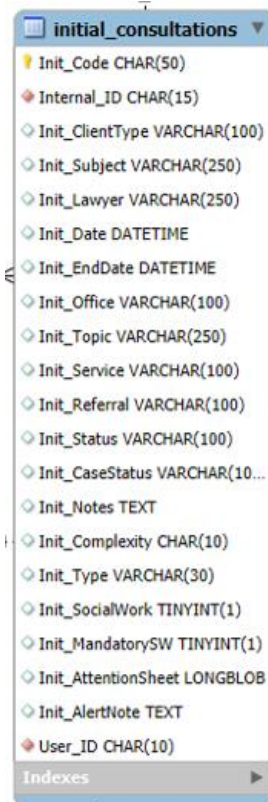 initial_consultations
Init_Code CHAR(50)
Internal_ID CHAR(15)
Init_ClientType VARCHAR(100)
Init_Subject VARCHAR(250)
Init_Lawyer VARCHAR(250)
Init_Date DATETIME
Init_EndDate DATETIME
Init_Office VARCHAR(100)
Init_Topic VARCHAR(250)
Init_Service VARCHAR(100)
Init_Referral VARCHAR(100)
Init_Status VARCHAR(100)
Init_CaseStatus VARCHAR(10...
Init_Notes TEXT
Init_Complexity CHAR(10)
Init_Type VARCHAR(30)
Init_SocialWork TINYINT(1)
Init_MandatorySW TINYINT(1)
Init_AttentionSheet LONGBLOB
Init_AlertNote TEXT
User_ID CHAR(10)
Indexes